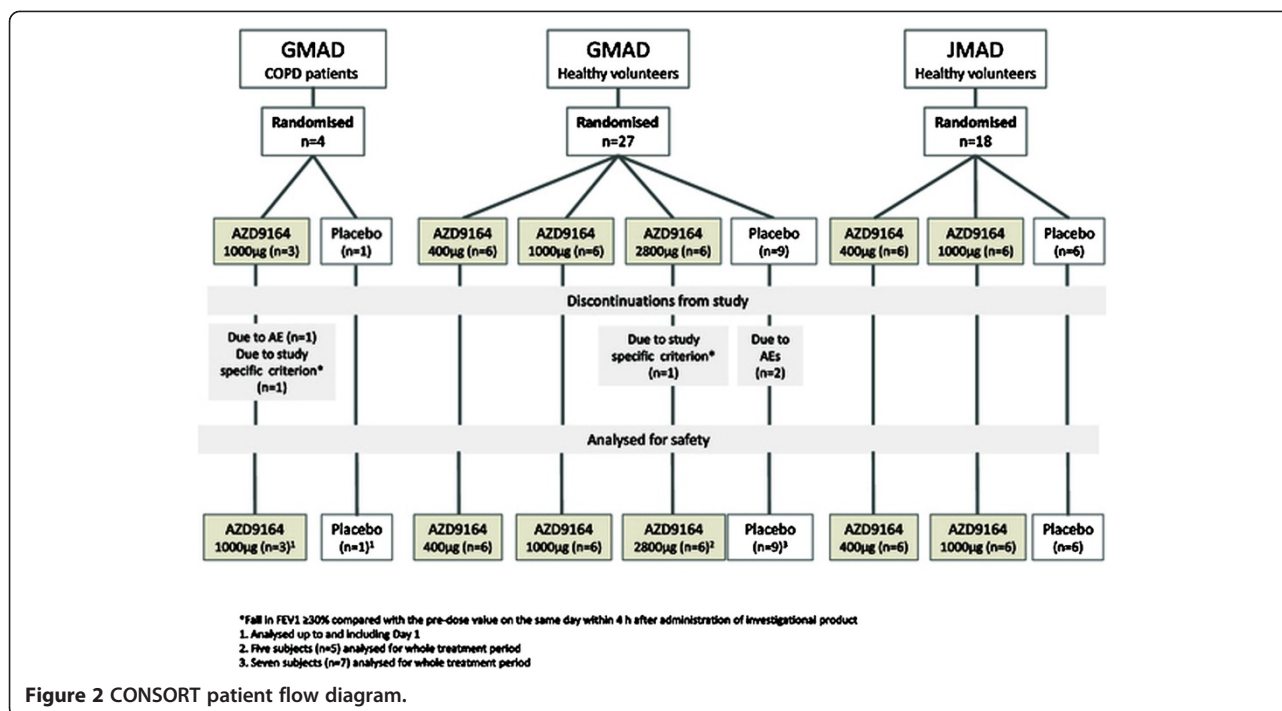 GMAD
COPD patients
GMAD
Healthy volunteers
JMAD
Healthy volunteers
Randomised
n=4
Randomised
n=27
Randomised
n=18
AZD9164
1000µg (n=3)
Placebo
(n=1)
AZD9164
400µg (n=6)
AZD9164
1000µg (n=6)
AZD9164
2800µg (n=6)
Placebo
(n=9)
AZD9164
400µg (n=6)
AZD9164
1000µg (n=6)
Placebo
(n=6)
Discontinuations from study
Due to AE (n=1)
Due to study
specific criterion*
(n=1)
Due to study
specific criterion*
(n=1)
Due to
AEs
(n=2)
Analysed for safety
AZD9164
1000µg (n=3)¹
Placebo
(n=1)¹
AZD9164
400µg (n=6)
AZD9164
1000µg (n=6)
AZD9164
2800µg (n=6)²
Placebo
(n=9)³
AZD9164
400µg (n=6)
AZD9164
1000µg (n=6)
Placebo
(n=6)
*Fall in FEV1 ≥30% compared with the pre-dose value on the same day within 4 h after administration of investigational product
1. Analysed up to and including Day 1
2. Five subjects (n=5) analysed for whole treatment period
3. Seven subjects (n=7) analysed for whole treatment period
Figure 2 CONSORT patient flow diagram.